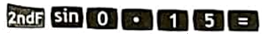 2ndF sin 0 • 1 5 =